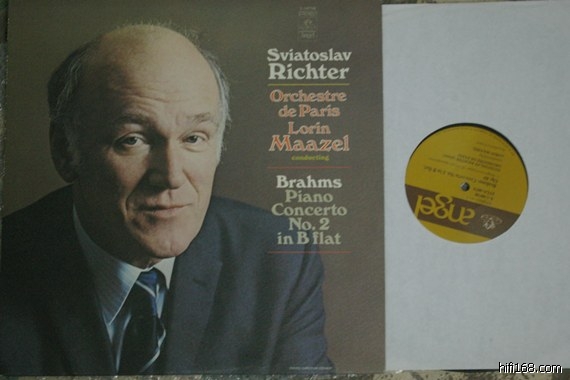 Sviatoslav
Richter
Orchestre
de Paris
Lorin
Maazel
conducting
Brahms
Piano
Concerto
No. 2
in B flat
angel
hifi168.com